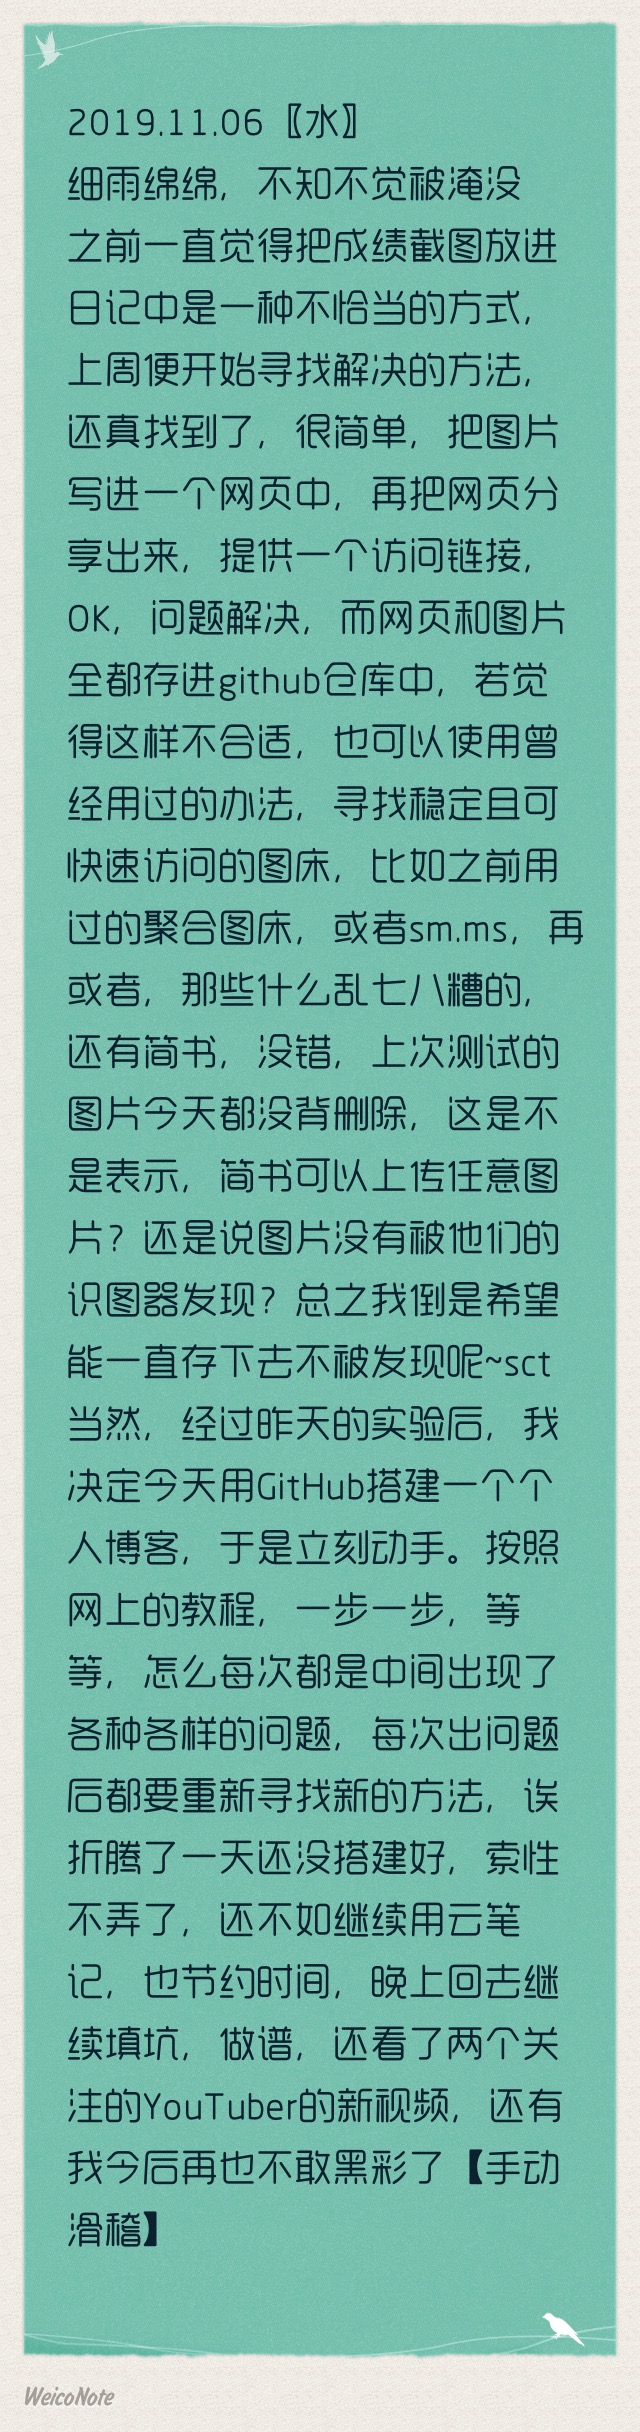 2019.11.06〖水〗
细雨绵绵，不知不觉被淹没
之前一直觉得把成绩截图放进
日记中是一种不恰当的方式，
上周便开始寻找解决的方法，
还真找到了，很简单，把图片
写进一个网页中，再把网页分
享出来，提供一个访问链接，
OK，问题解决，而网页和图片
全都存进github仓库中，若觉
得这样不合适，也可以使用曾
经用过的办法，寻找稳定且可
快速访问的图床，比如之前用
过的聚合图床，或者sm.ms，再
或者，那些什么乱七八糟的，
还有简书，没错，上次测试的
图片今天都没背删除，这是不
是表示，简书可以上传任意图
片？还是说图片没有被他们的
识图器发现？总之我倒是希望
能一直存下去不被发现呢~sct
当然，经过昨天的实验后，我
决定今天用GitHub搭建一个个
人博客，于是立刻动手。按照
网上的教程，一步一步，等
等，怎么每次都是中间出现了
各种各样的问题，每次出问题
后都要重新寻找新的方法，诶
折腾了一天还没搭建好，索性
不弄了，还不如继续用云笔
记，也节约时间，晚上回去继
续填坑，做谱，还看了两个关
注的YouTuber的新视频，还有
我今后再也不敢黑彩了【手动
滑稽】
WeicoNote